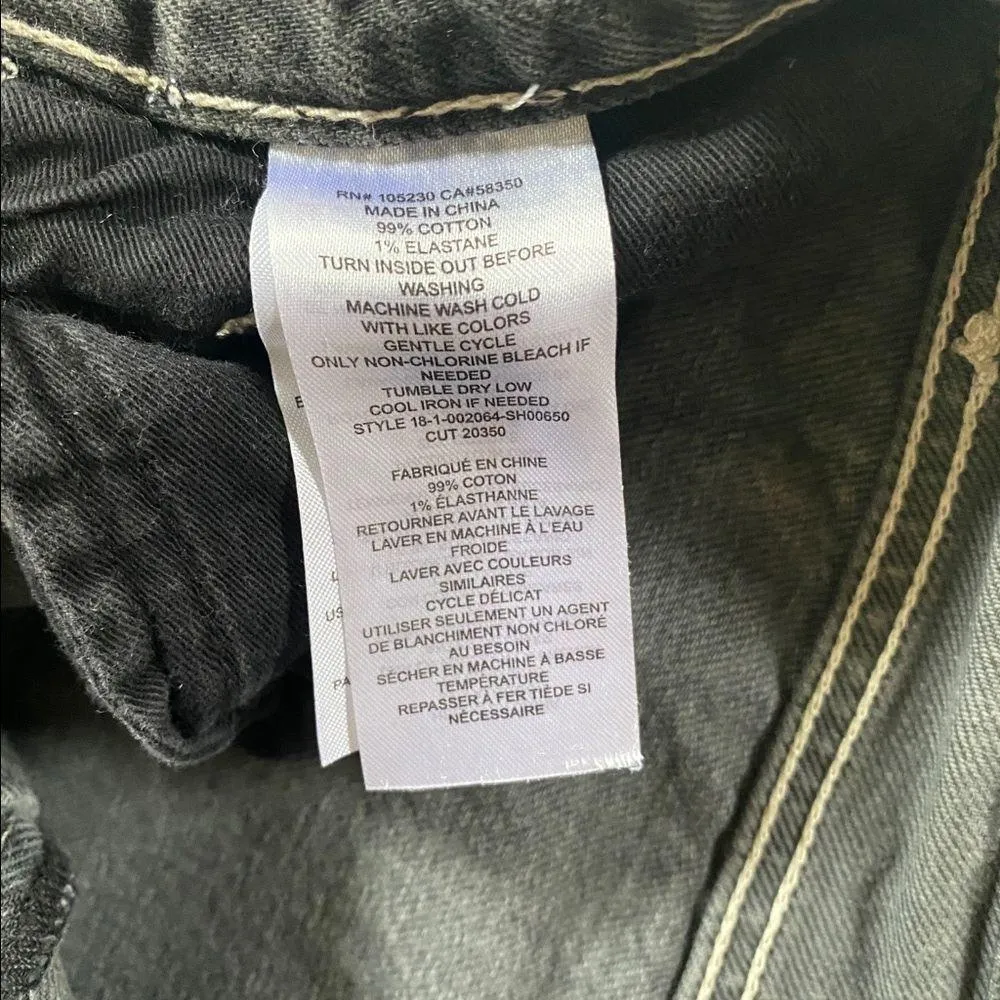 RN# 105230 CA#58350
MADE IN CHINA
99% COTTON
1% ELASTANE
TURN INSIDE OUT BEFORE
WASHING
MACHINE WASH COLD
WITH LIKE COLORS
GENTLE CYCLE
ONLY NON-CHLORINE BLEACH IF
NEEDED
TUMBLE DRY LOW
COOL IRON IF NEEDED
STYLE 18-1-002064-SH00650
CUT 20350
FABRIQUÉ EN CHINE
99% COTON
1% ÉLASTHANNE
RETOURNER AVANT LE LAVAGE
LAVER EN MACHINE À L'EAU
FROIDE
LAVER AVEC COULEURS
SIMILAIRES
CYCLE DÉLICAT
UTILISER SEULEMENT UN AGENT
DE BLANCHIMENT NON CHLORÉ
AU BESOIN
SÉCHER EN MACHINE À BASSE
TEMPÉRATURE
REPASSER À FER TIÈDE SI
NÉCESSAIRE